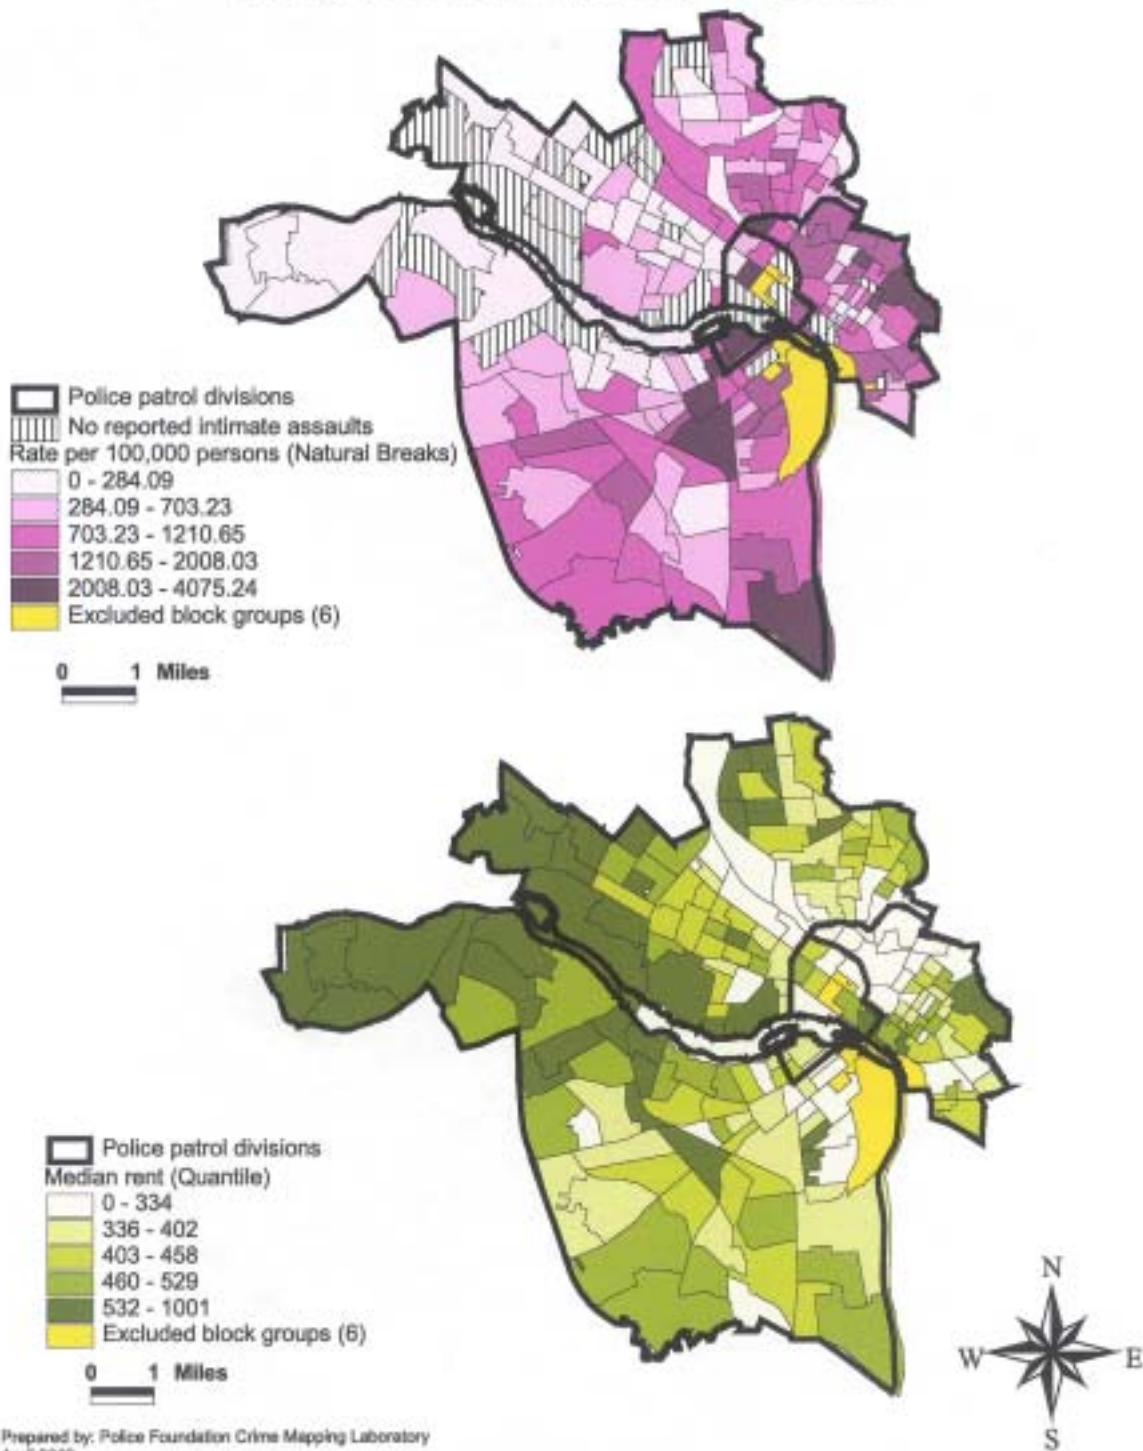 Police patrol divisions
No reported intimate assaults
Rate per 100,000 persons (Natural Breaks)
0 - 284.09
284.09 - 703.23
703.23 - 1210.65
1210.65 - 2008.03
2008.03 - 4075.24
Excluded block groups (6)
0 1 Miles
Police patrol divisions
Median rent (Quantile)
0 - 334
336 - 402
403 - 458
460 - 529
532 - 1001
Excluded block groups (6)
0 1 Miles
N
W E
S
Prepared by: Police Foundation Crime Mapping Laboratory